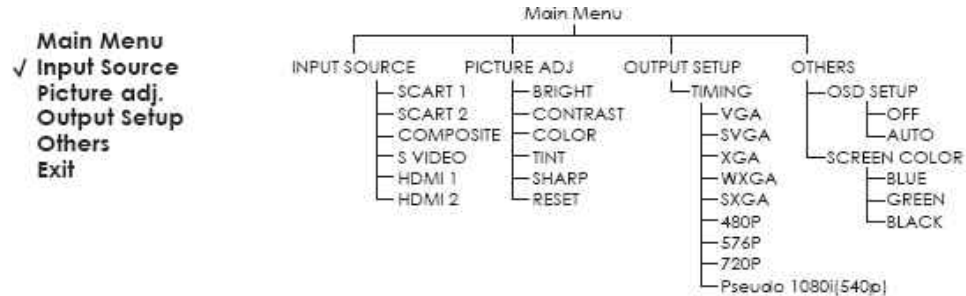 Main Menu
√ Input Source
Picture adj.
Output Setup
Others
Exit
Main Menu
INPUT SOURCE
SCART 1
SCART 2
COMPOSITE
S VIDEO
HDMI 1
HDMI 2
PICTURE ADJ
BRIGHT
CONTRAST
COLOR
TINT
SHARP
RESET
OUTPUT SETUP
TIMING
VGA
SVGA
XGA
WXGA
SXGA
480P
576P
720P
Pseudo 1080i(540p)
OTHERS
OSD SETUP
OFF
AUTO
SCREEN COLOR
BLUE
GREEN
BLACK